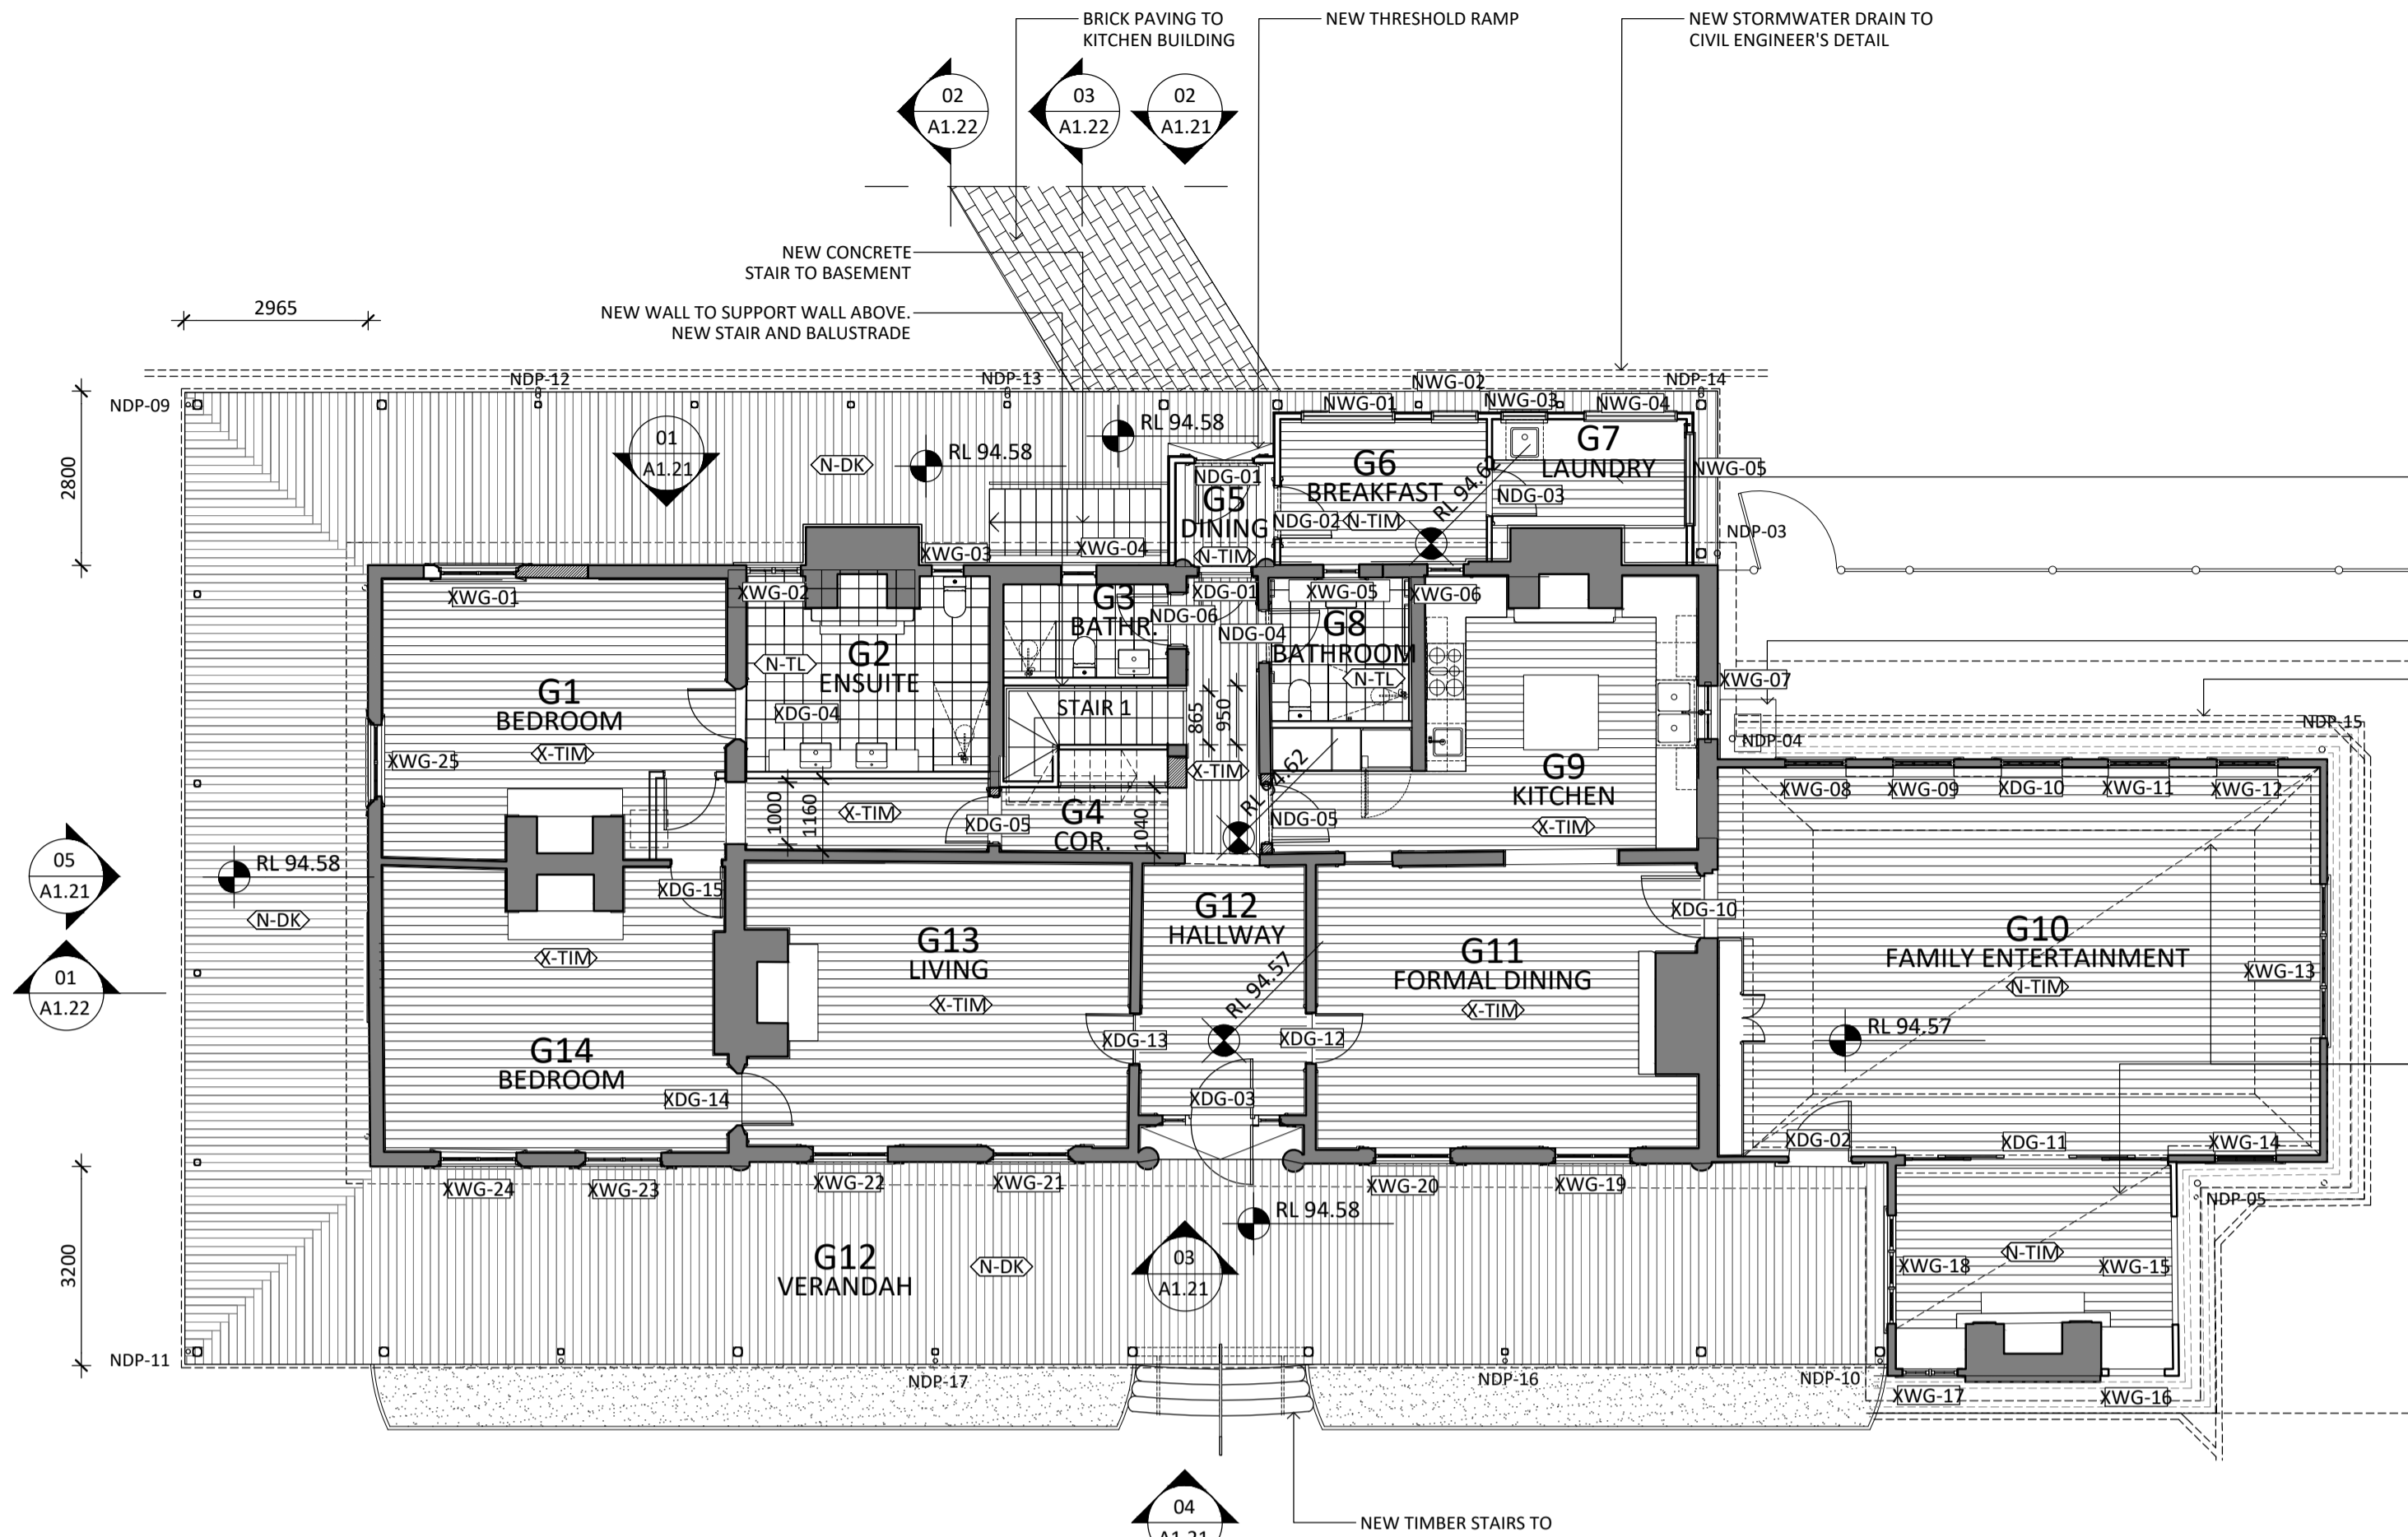 BRICK PAVING TO
KITCHEN BUILDING
NEW THRESHOLD RAMP
NEW STORMWATER DRAIN TO
CIVIL ENGINEER'S DETAIL
02
A1.22
03
A1.22
02
A1.21
NEW CONCRETE
STAIR TO BASEMENT
NEW WALL TO SUPPORT WALL ABOVE.
NEW STAIR AND BALUSTRADE
2965
NDP-09
NDP-12
NDP-13
NDP-14
2800
01
A1.21
N-DK
RL 94.58
RL 94.58
NWG-01
NWG-02
NWG-03
NWG-04
NWG-05
G5
DINING
NDG-01
N-TIM
G6
BREAKFAST
NDG-02
N-TIM
RL 94.62
G7
LAUNDRY
NDG-03
NDP-03
XWG-01
XWG-02
XWG-03
XWG-04
XDG-01
XWG-05
XWG-06
G1
BEDROOM
X-TIM
XWG-25
N-TL
G2
ENSUITE
XDG-04
G3
BATHR.
NDG-06
NDG-04
G8
BATHROOM
N-TL
STAIR 1
865
950
X-TIM
RL 94.62
1000
1160
X-TIM
XDG-05
G4
COR.
1040
NDG-05
G9
KITCHEN
X-TIM
XWG-07
NDP-04
NDP-15
XWG-08
XWG-09
XDG-10
XWG-11
XWG-12
05
A1.21
RL 94.58
N-DK
01
A1.22
XDG-15
X-TIM
G14
BEDROOM
XDG-14
G13
LIVING
X-TIM
XDG-13
G12
HALLWAY
RL 94.57
XDG-12
XDG-03
G11
FORMAL DINING
X-TIM
XDG-10
G10
FAMILY ENTERTAINMENT
N-TIM
XWG-13
RL 94.57
XDG-02
XDG-11
XWG-14
XWG-24
XWG-23
XWG-22
XWG-21
XWG-20
XWG-19
NDP-05
3200
G12
VERANDAH
N-DK
RL 94.58
03
A1.21
XWG-18
N-TIM
XWG-15
NDP-11
NDP-17
NDP-16
NDP-10
XWG-17
XWG-16
04
A1.21
NEW TIMBER STAIRS TO